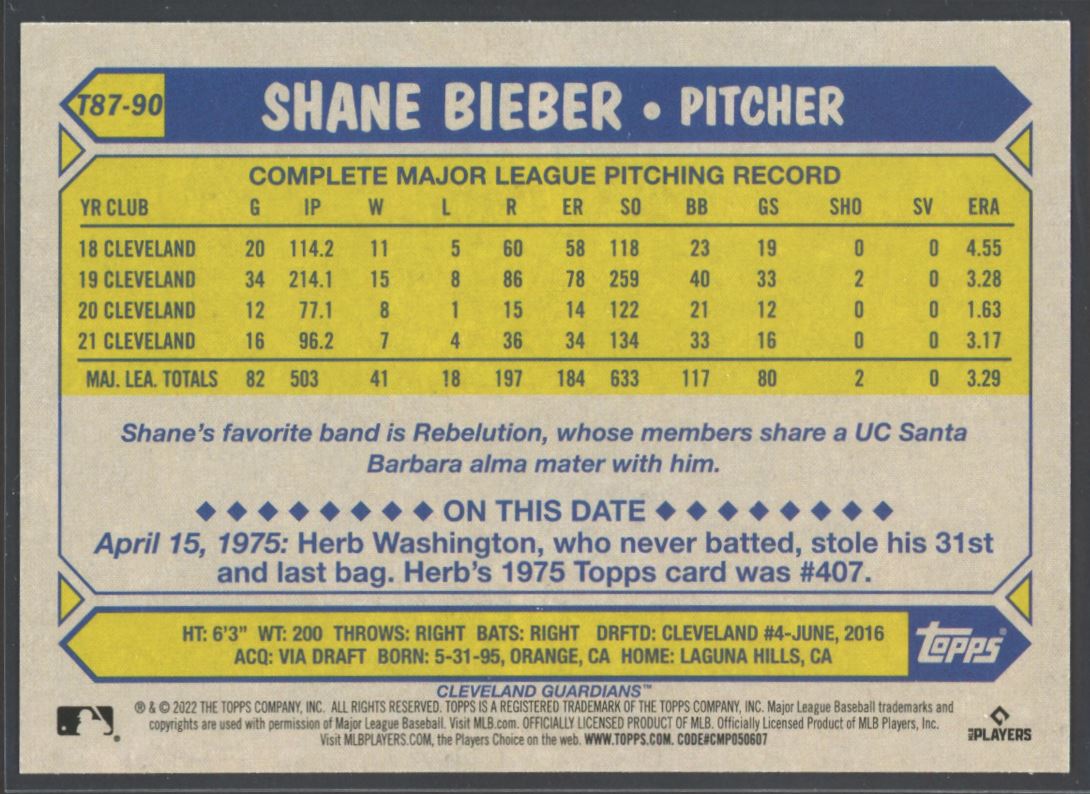 T87-90 SHANE BIEBER • PITCHER
COMPLETE MAJOR LEAGUE PITCHING RECORD
YR CLUB G IP W L R ER SO BB GS SHO SV ERA
18 CLEVELAND 20 114.2 11 5 60 58 118 23 19 0 0 4.55
19 CLEVELAND 34 214.1 15 8 86 78 259 40 33 2 0 3.28
20 CLEVELAND 12 77.1 8 1 15 14 122 21 12 0 0 1.63
21 CLEVELAND 16 96.2 7 4 36 34 134 33 16 0 0 3.17
MAJ. LEA. TOTALS 82 503 41 18 197 184 633 117 80 2 0 3.29
Shane's favorite band is Rebelution, whose members share a UC Santa
Barbara alma mater with him.
◆ ◆ ◆ ◆ ◆ ◆ ◆ ◆ ON THIS DATE ◆ ◆ ◆ ◆ ◆ ◆ ◆ ◆
April 15, 1975: Herb Washington, who never batted, stole his 31st
and last bag. Herb's 1975 Topps card was #407.
HT: 6'3" WT: 200 THROWS: RIGHT BATS: RIGHT DRFTD: CLEVELAND #4-JUNE, 2016
ACQ: VIA DRAFT BORN: 5-31-95, ORANGE, CA HOME: LAGUNA HILLS, CA
topps®
CLEVELAND GUARDIANS™
® & © 2022 THE TOPPS COMPANY, INC. ALL RIGHTS RESERVED. TOPPS IS A REGISTERED TRADEMARK OF THE TOPPS COMPANY, INC. Major League Baseball trademarks and
copyrights are used with permission of Major League Baseball. Visit MLB.com. OFFICIALLY LICENSED PRODUCT OF MLB. Officially Licensed Product of MLB Players, Inc.
Visit MLBPLAYERS.COM, the Players Choice on the web. WWW.TOPPS.COM. CODE#CMP050607
MLB PLAYERS